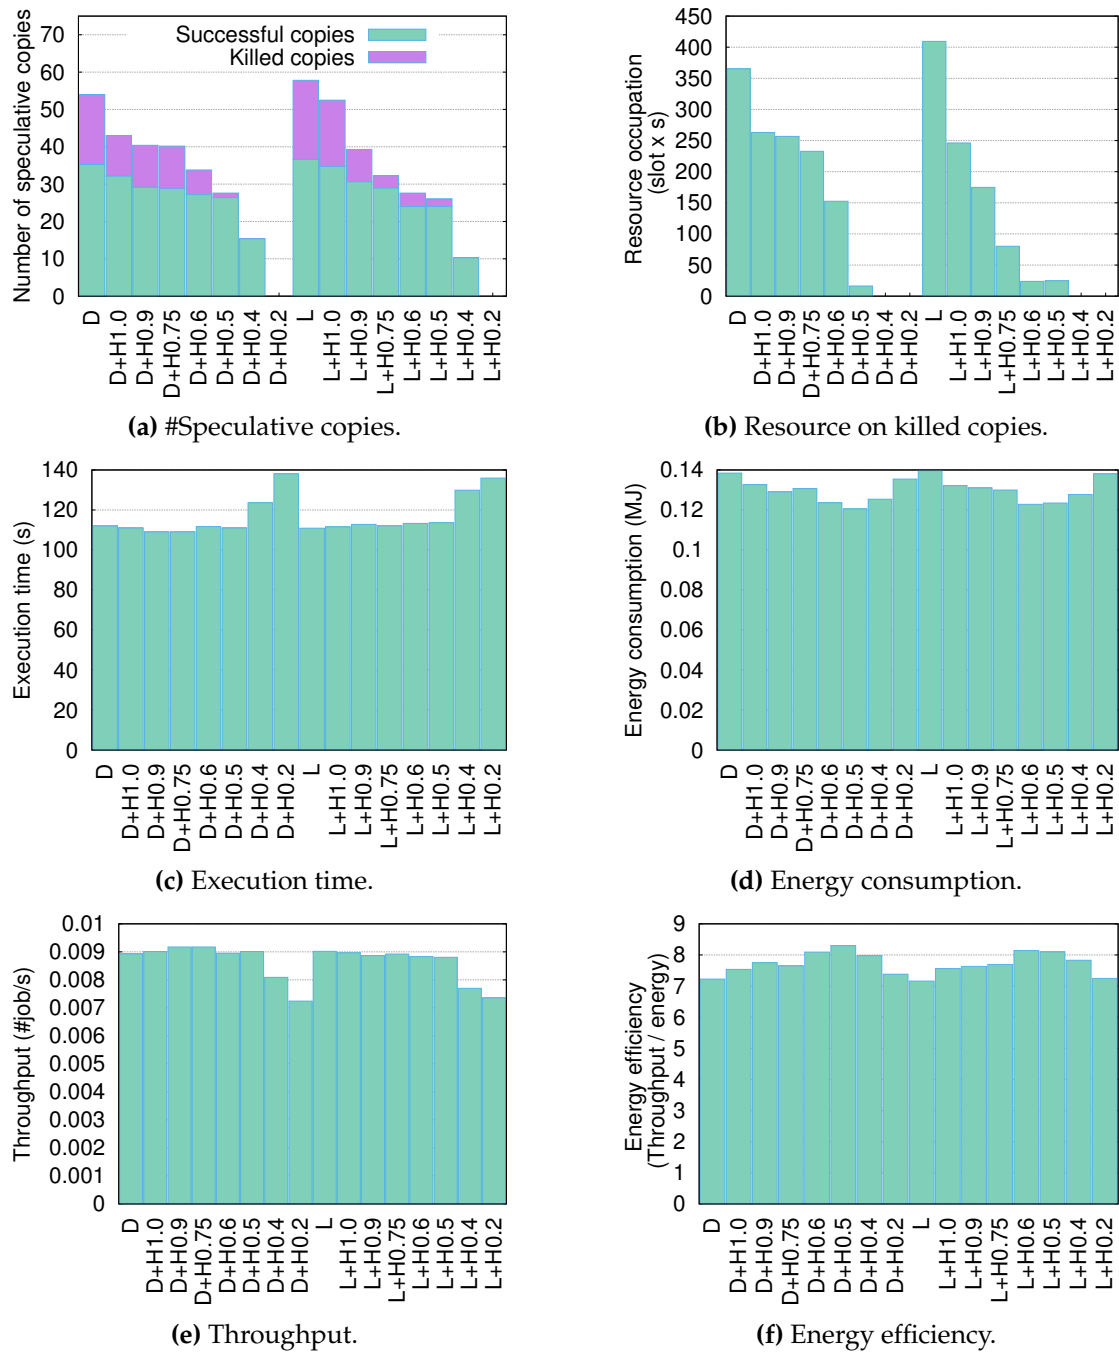 Number of speculative copies
70
60
50
40
30
20
10
0
Successful copies
Killed copies
D
D+H1.0
D+H0.9
D+H0.75
D+H0.6
D+H0.5
D+H0.4
D+H0.2
L
L+H1.0
L+H0.9
L+H0.75
L+H0.6
L+H0.5
L+H0.4
L+H0.2
(a) #Speculative copies.
Resource occupation
(slot x s)
450
400
350
300
250
200
150
100
50
0
D
D+H1.0
D+H0.9
D+H0.75
D+H0.6
D+H0.5
D+H0.4
D+H0.2
L
L+H1.0
L+H0.9
L+H0.75
L+H0.6
L+H0.5
L+H0.4
L+H0.2
(b) Resource on killed copies.
Execution time (s)
140
120
100
80
60
40
20
0
D
D+H1.0
D+H0.9
D+H0.75
D+H0.6
D+H0.5
D+H0.4
D+H0.2
L
L+H1.0
L+H0.9
L+H0.75
L+H0.6
L+H0.5
L+H0.4
L+H0.2
(c) Execution time.
Energy consumption (MJ)
0.14
0.12
0.1
0.08
0.06
0.04
0.02
0
D
D+H1.0
D+H0.9
D+H0.75
D+H0.6
D+H0.5
D+H0.4
D+H0.2
L
L+H1.0
L+H0.9
L+H0.75
L+H0.6
L+H0.5
L+H0.4
L+H0.2
(d) Energy consumption.
Throughput (#job/s)
0.01
0.009
0.008
0.007
0.006
0.005
0.004
0.003
0.002
0.001
0
D
D+H1.0
D+H0.9
D+H0.75
D+H0.6
D+H0.5
D+H0.4
D+H0.2
L
L+H1.0
L+H0.9
L+H0.75
L+H0.6
L+H0.5
L+H0.4
L+H0.2
(e) Throughput.
Energy efficiency
(Throughput / energy)
9
8
7
6
5
4
3
2
1
0
D
D+H1.0
D+H0.9
D+H0.75
D+H0.6
D+H0.5
D+H0.4
D+H0.2
L
L+H1.0
L+H0.9
L+H0.75
L+H0.6
L+H0.5
L+H0.4
L+H0.2
(f) Energy efficiency.